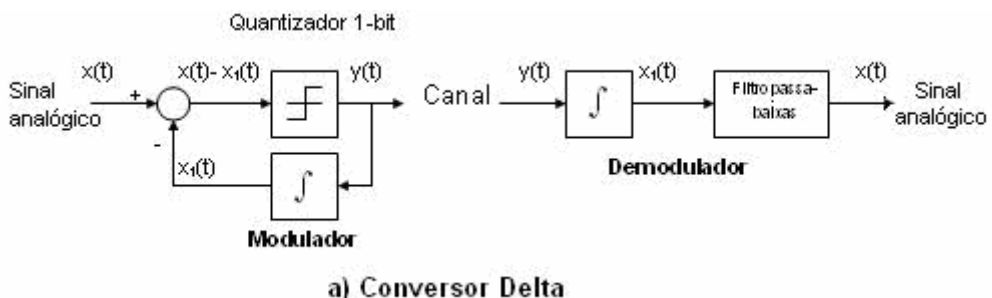 Quantizador 1-bit
x(t)
x(t)- x₁(t)
y(t)
Sinal
analógico
+
-
x₁(t)
∫
Modulador
Canal
y(t)
∫
x₁(t)
Filtro passa-
baixas
x(t)
Sinal
analógico
Demodulador
a) Conversor Delta